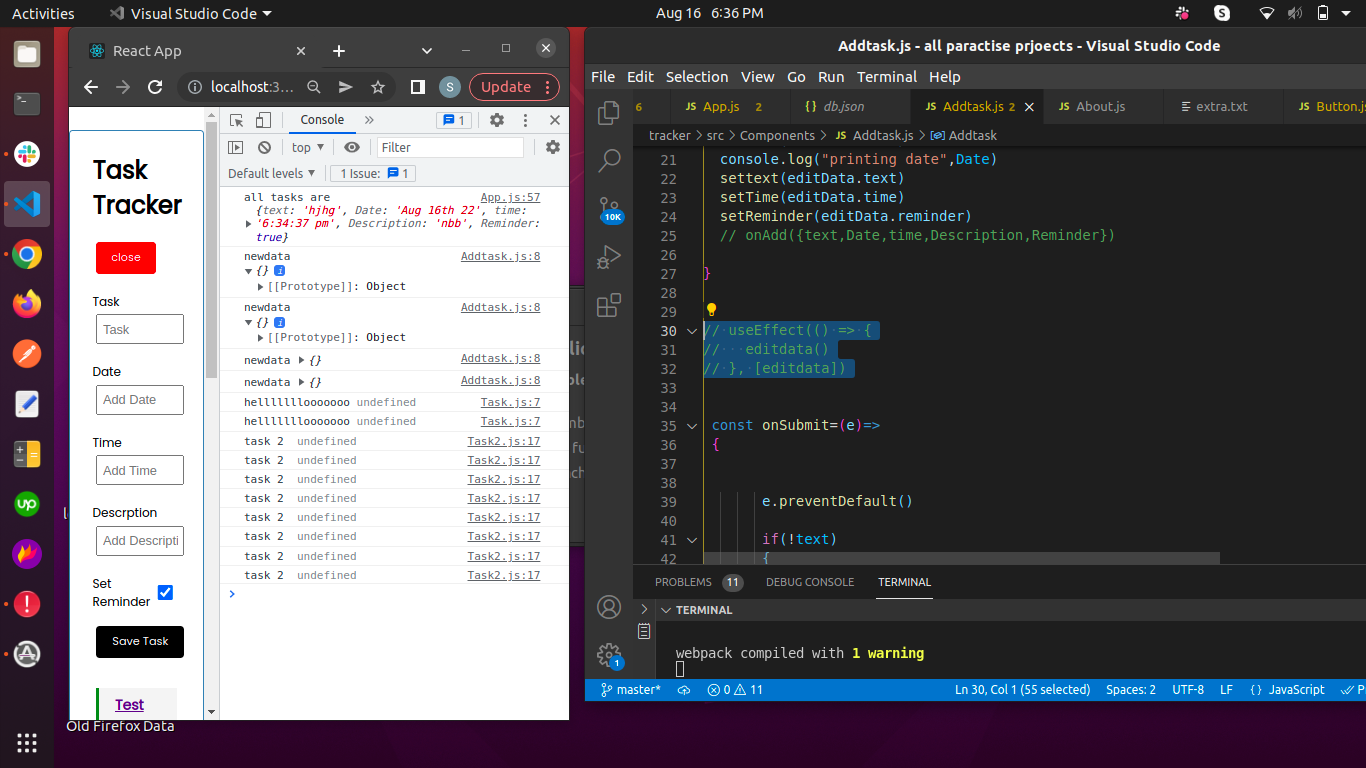 Activities
Visual Studio Code
Aug 16 6:36 PM
React App
localhost:3…
S
Update
Task
Tracker
close
Task
Task
Date
Add Date
Time
Add Time
Descrption
Add Descripti
Set
Reminder
Save Task
Test
Old Firefox Data
Console
1
top
Filter
Default levels
1 Issue: 1
all tasks are App.js:57
{text: 'hjhg', Date: 'Aug 16th 22', time:
'6:34:37 pm', Description: 'nbb', Reminder:
true}
newdata Addtask.js:8
{}
[[Prototype]]: Object
newdata Addtask.js:8
{}
[[Prototype]]: Object
newdata {} Addtask.js:8
newdata {} Addtask.js:8
helllllllooooooo undefined Task.js:7
helllllllooooooo undefined Task.js:7
task 2 undefined Task2.js:17
task 2 undefined Task2.js:17
task 2 undefined Task2.js:17
task 2 undefined Task2.js:17
task 2 undefined Task2.js:17
task 2 undefined Task2.js:17
task 2 undefined Task2.js:17
task 2 undefined Task2.js:17
Addtask.js - all paractise prjoects - Visual Studio Code
File Edit Selection View Go Run Terminal Help
6 JS App.js 2 {} db.json JS Addtask.js 2 JS About.js extra.txt JS Button.js
tracker > src > Components > JS Addtask.js > Addtask
21 console.log("printing date",Date)
22 settext(editData.text)
23 setTime(editData.time)
24 setReminder(editData.reminder)
25 // onAdd({text,Date,time,Description,Reminder})
26
27 }
28
29
30 // useEffect(() => {
31 // editdata()
32 // }, [editdata])
33
34
35 const onSubmit=(e)=>
36 {
37
38
39 e.preventDefault()
40
41 if(!text)
42 {
10K
PROBLEMS 11 DEBUG CONSOLE TERMINAL
TERMINAL
webpack compiled with 1 warning
1
master* 0 11 Ln 30, Col 1 (55 selected) Spaces: 2 UTF-8 LF {} JavaScript